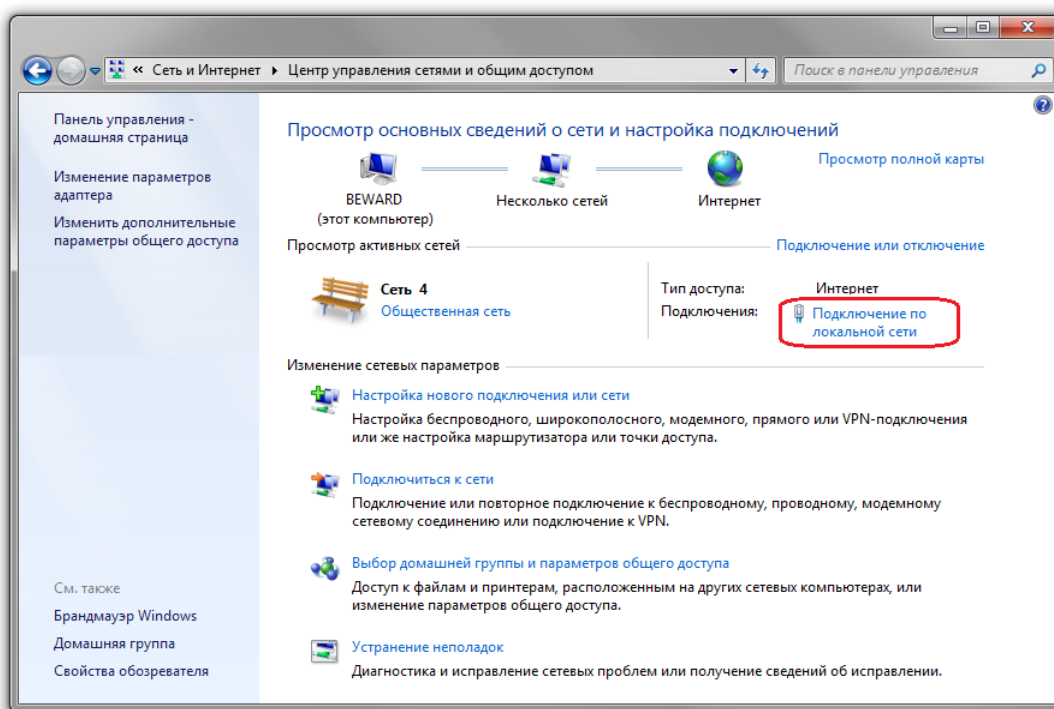 « Сеть и Интернет ▸ Центр управления сетями и общим доступом
Поиск в панели управления
Панель управления -
домашняя страница
Изменение параметров
адаптера
Изменить дополнительные
параметры общего доступа
См. также
Брандмауэр Windows
Домашняя группа
Свойства обозревателя
Просмотр основных сведений о сети и настройка подключений
Просмотр полной карты
BEWARD
(этот компьютер)
Несколько сетей
Интернет
Просмотр активных сетей
Подключение или отключение
Сеть 4
Общественная сеть
Тип доступа: Интернет
Подключения: Подключение по
локальной сети
Изменение сетевых параметров
Настройка нового подключения или сети
Настройка беспроводного, широкополосного, модемного, прямого или VPN-подключения
или же настройка маршрутизатора или точки доступа.
Подключиться к сети
Подключение или повторное подключение к беспроводному, проводному, модемному
сетевому соединению или подключение к VPN.
Выбор домашней группы и параметров общего доступа
Доступ к файлам и принтерам, расположенным на других сетевых компьютерах, или
изменение параметров общего доступа.
Устранение неполадок
Диагностика и исправление сетевых проблем или получение сведений об исправлении.